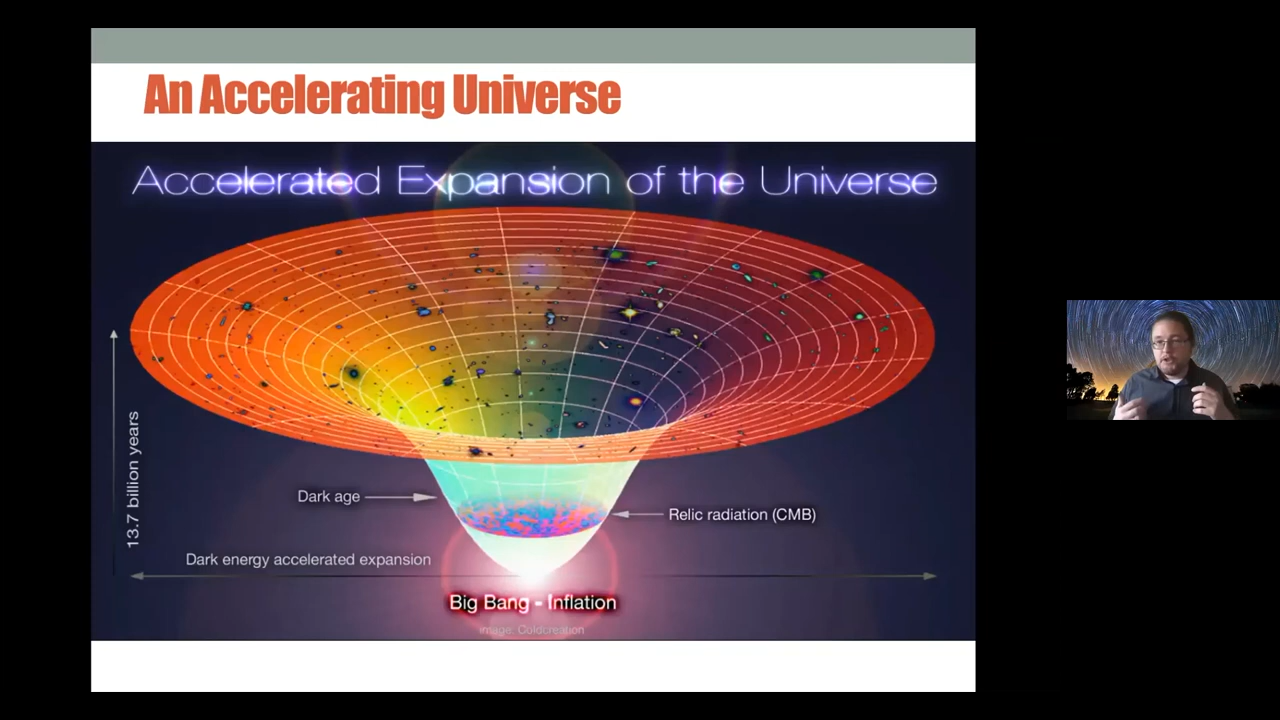 An Accelerating Universe
Accelerated Expansion of the Universe
13.7 billion years
Dark age
Relic radiation (CMB)
Dark energy accelerated expansion
Big Bang - Inflation
image: Coldcreation